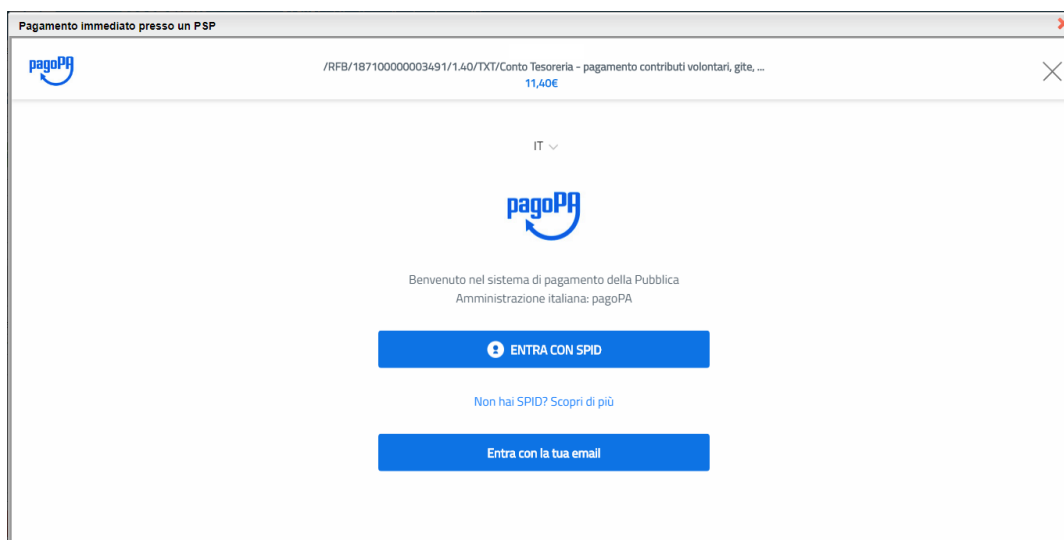 Pagamento immediato presso un PSP
pagoPA
/RFB/187100000003491/1.40/TXT/Conto Tesoreria - pagamento contributi volontari, gite, ...
11,40€
IT
pagoPA
Benvenuto nel sistema di pagamento della Pubblica
Amministrazione italiana: pagoPA
ENTRA CON SPID
Non hai SPID? Scopri di più
Entra con la tua email